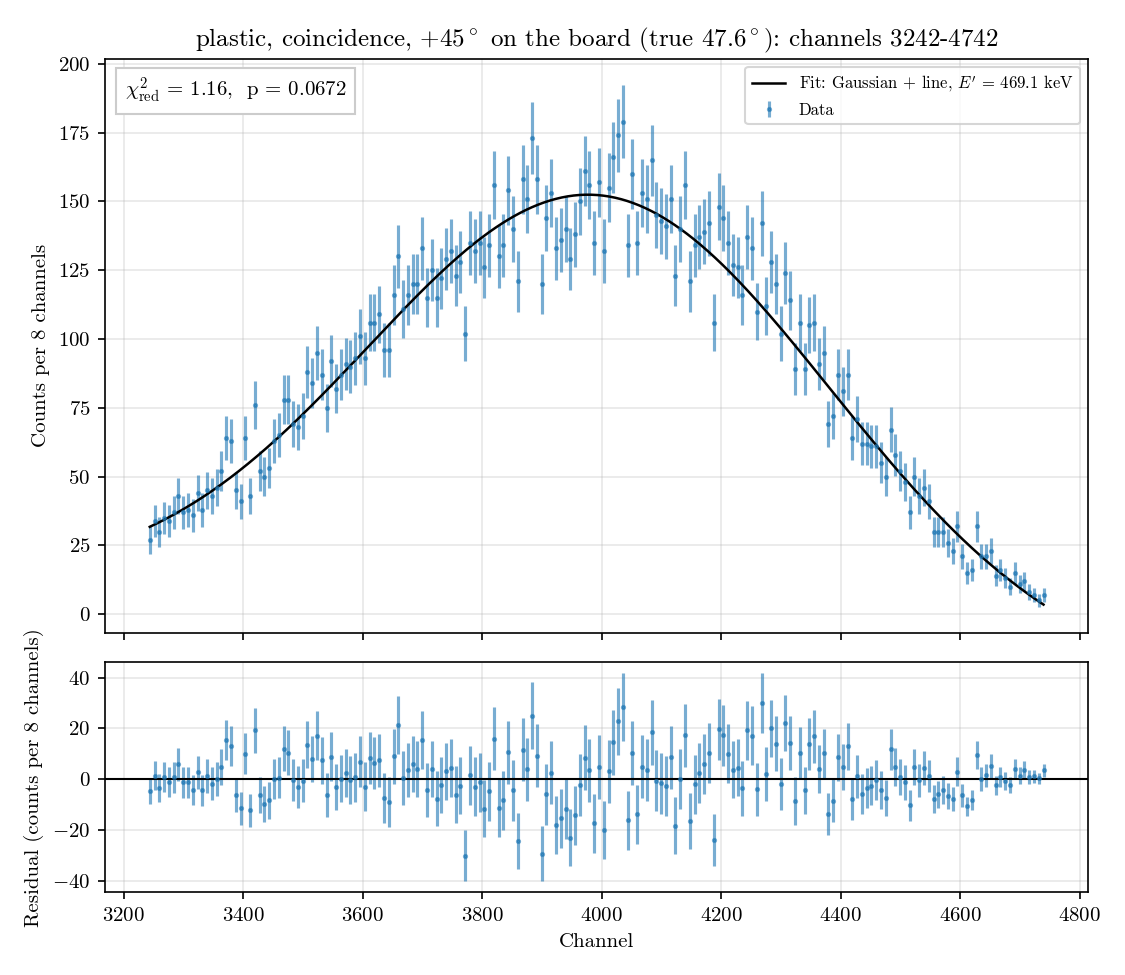 plastic, coincidence, +45° on the board (true 47.6°): channels 3242-4742
χ²red = 1.16, p = 0.0672
Fit: Gaussian + line, E′ = 469.1 keV
Data
Counts per 8 channels
200
175
150
125
100
75
50
25
0
Residual (counts per 8 channels)
40
20
0
−20
−40
3200 3400 3600 3800 4000 4200 4400 4600 4800
Channel